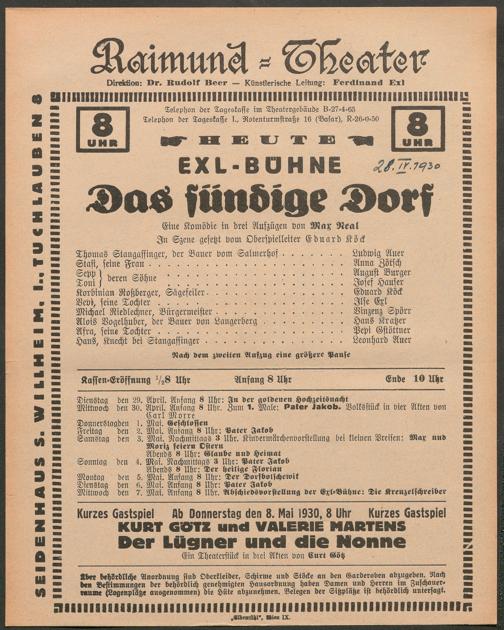 Raimund-Theater
Direktion: Dr. Rudolf Beer — Künstlerische Leitung: Ferdinand Exl
SEIDENHAUS S. WILLHEIM, I., TUCHLAUBEN 8
Telephon der Tageskasse im Theatergebäude B-27-4-65
Telephon der Tageskasse I., Rotenturmstraße 16 (Basar), R-26-0-50
8 UHR
HEUTE
8 UHR
EXL-BÜHNE
28.IV.1930
Das sündige Dorf
Eine Komödie in drei Aufzügen von Max Neal
In Szene gesetzt vom Oberspielleiter Eduard Köck
Thomas Stangassinger, der Bauer vom Salmerhof . . . Ludwig Auer
Stasi, seine Frau . . . Anna Zötsch
Sepp } deren Söhne . . . August Burger
Toni } . . . Josef Hauser
Korbinian Roßberger, Sägefeiler . . . Eduard Köck
Vevi, seine Tochter . . . Ilse Exl
Michael Riedlechner, Bürgermeister . . . Vinzenz Spörr
Alois Vogelhuber, der Bauer von Langerberg . . . Hans Kratzer
Afra, seine Tochter . . . Pepi Gstöttner
Hans, Knecht bei Stangassinger . . . Leonhard Auer
Nach dem zweiten Aufzug eine größere Pause
Kassen-Eröffnung ½8 Uhr Anfang 8 Uhr Ende 10 Uhr
Dienstag den 29. April. Anfang 8 Uhr: In der goldenen Hochzeitsnacht
Mittwoch den 30. April. Anfang 8 Uhr: Zum 1. Male: Pater Jakob. Volksstück in vier Akten von
Carl Morre
Donnerstag den 1. Mai. Geschlossen
Freitag den 2. Mai. Anfang 8 Uhr: Pater Jakob
Samstag den 3. Mai. Nachmittags 3 Uhr: Kindermärchenvorstellung bei kleinen Preisen: Max und
Moriz feiern Ostern
Abends 8 Uhr: Glaube und Heimat
Sonntag den 4. Mai. Nachmittags 3 Uhr: Pater Jakob
Abends 8 Uhr: Der heilige Florian
Montag den 5. Mai. Anfang 8 Uhr: Der Dorfbolschewik
Dienstag den 6. Mai. Anfang 8 Uhr: Pater Jakob
Mittwoch den 7. Mai. Anfang 8 Uhr: Abschiedsvorstellung der Exl-Bühne: Die Kreuzelschreiber
Kurzes Gastspiel Ab Donnerstag den 8. Mai 1930, 8 Uhr Kurzes Gastspiel
KURT GÖTZ und VALERIE MARTENS
Der Lügner und die Nonne
Ein Theaterstück in drei Akten von Curt Götz
Über behördliche Anordnung sind Oberkleider, Schirme und Stöcke an den Garderoben abzugeben. Nach
den Bestimmungen der behördlich genehmigten Hausordnung haben Damen und Herren im Zuschauer-
raume (Logenplätze ausgenommen) die Hüte abzunehmen. Belegen der Sitzplätze ist behördlich untersagt.
„Elbemühl", Wien IX.